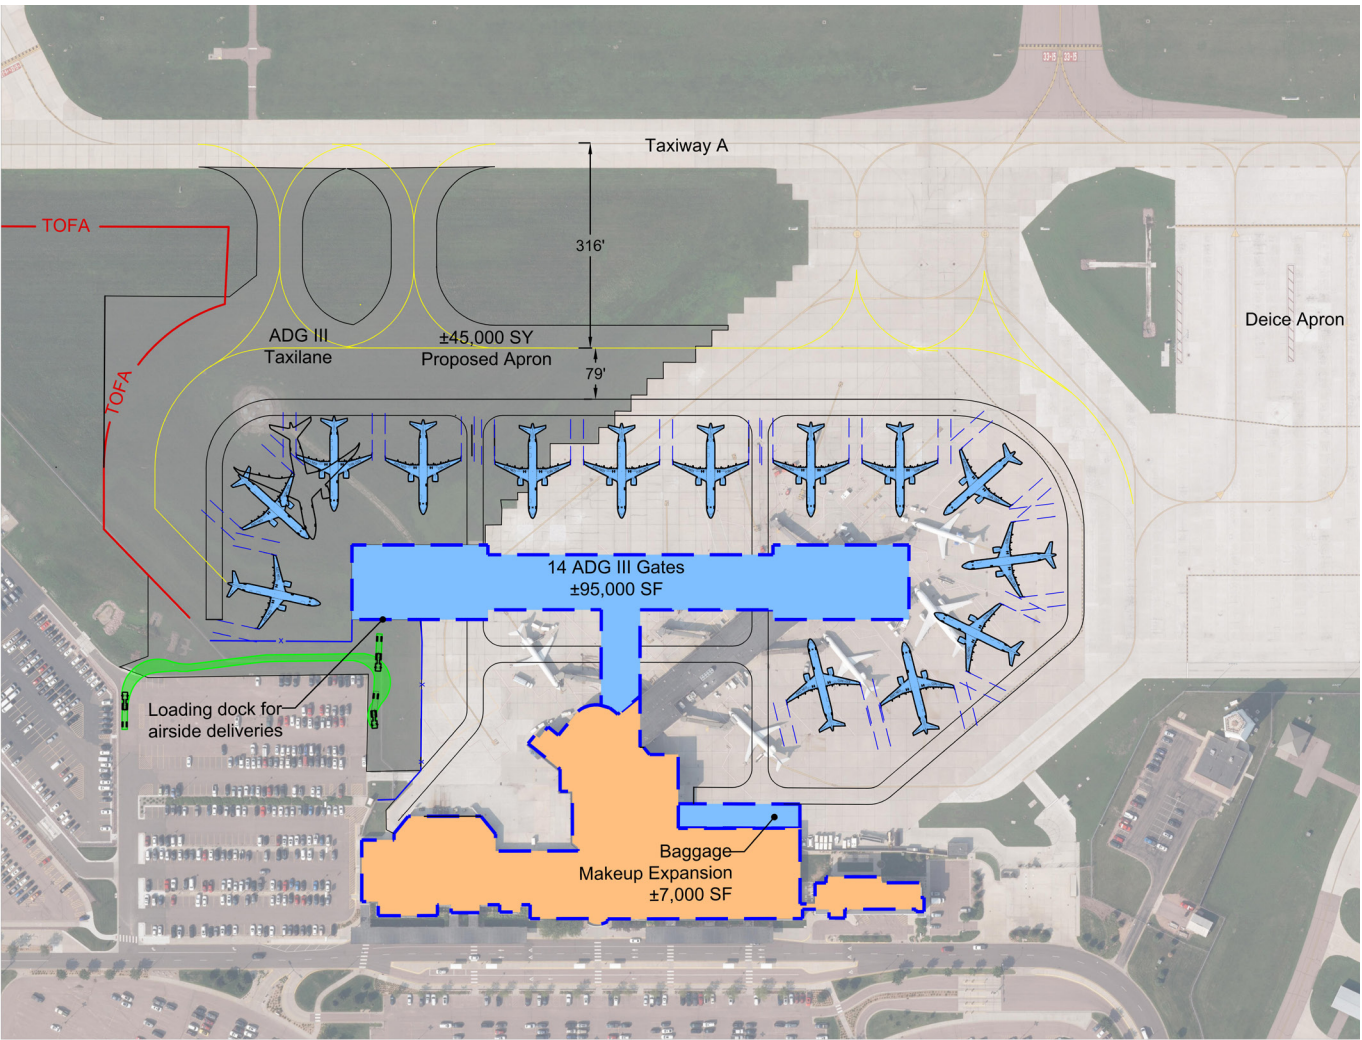 Taxiway A
TOFA
316'
Deice Apron
ADG III
Taxilane
±45,000 SY
Proposed Apron
79'
TOFA
14 ADG III Gates
±95,000 SF
Loading dock for
airside deliveries
Baggage
Makeup Expansion
±7,000 SF